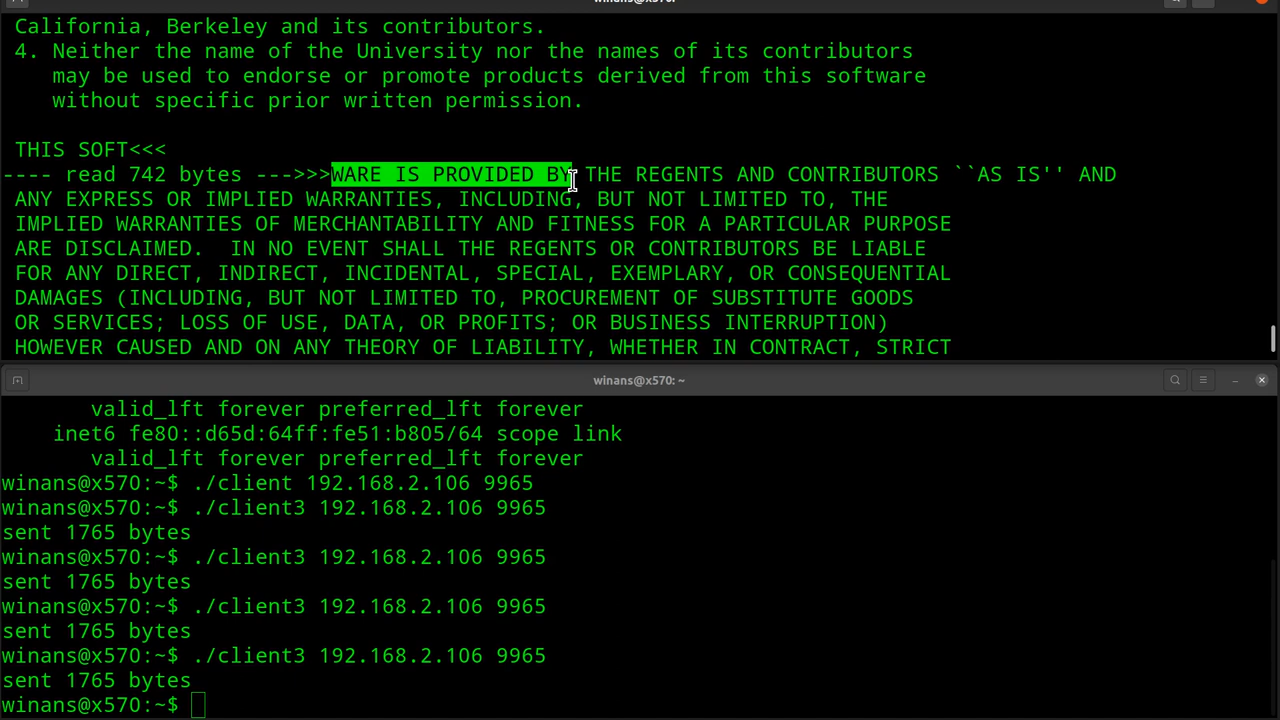 California, Berkeley and its contributors.
4. Neither the name of the University nor the names of its contributors
may be used to endorse or promote products derived from this software
without specific prior written permission.
THIS SOFT<<<
---- read 742 bytes --->>>WARE IS PROVIDED BY THE REGENTS AND CONTRIBUTORS ``AS IS'' AND
ANY EXPRESS OR IMPLIED WARRANTIES, INCLUDING, BUT NOT LIMITED TO, THE
IMPLIED WARRANTIES OF MERCHANTABILITY AND FITNESS FOR A PARTICULAR PURPOSE
ARE DISCLAIMED.  IN NO EVENT SHALL THE REGENTS OR CONTRIBUTORS BE LIABLE
FOR ANY DIRECT, INDIRECT, INCIDENTAL, SPECIAL, EXEMPLARY, OR CONSEQUENTIAL
DAMAGES (INCLUDING, BUT NOT LIMITED TO, PROCUREMENT OF SUBSTITUTE GOODS
OR SERVICES; LOSS OF USE, DATA, OR PROFITS; OR BUSINESS INTERRUPTION)
HOWEVER CAUSED AND ON ANY THEORY OF LIABILITY, WHETHER IN CONTRACT, STRICT
winans@x570: ~
valid_lft forever preferred_lft forever
inet6 fe80::d65d:64ff:fe51:b805/64 scope link
valid_lft forever preferred_lft forever
winans@x570:~$ ./client 192.168.2.106 9965
winans@x570:~$ ./client3 192.168.2.106 9965
sent 1765 bytes
winans@x570:~$ ./client3 192.168.2.106 9965
sent 1765 bytes
winans@x570:~$ ./client3 192.168.2.106 9965
sent 1765 bytes
winans@x570:~$ ./client3 192.168.2.106 9965
sent 1765 bytes
winans@x570:~$